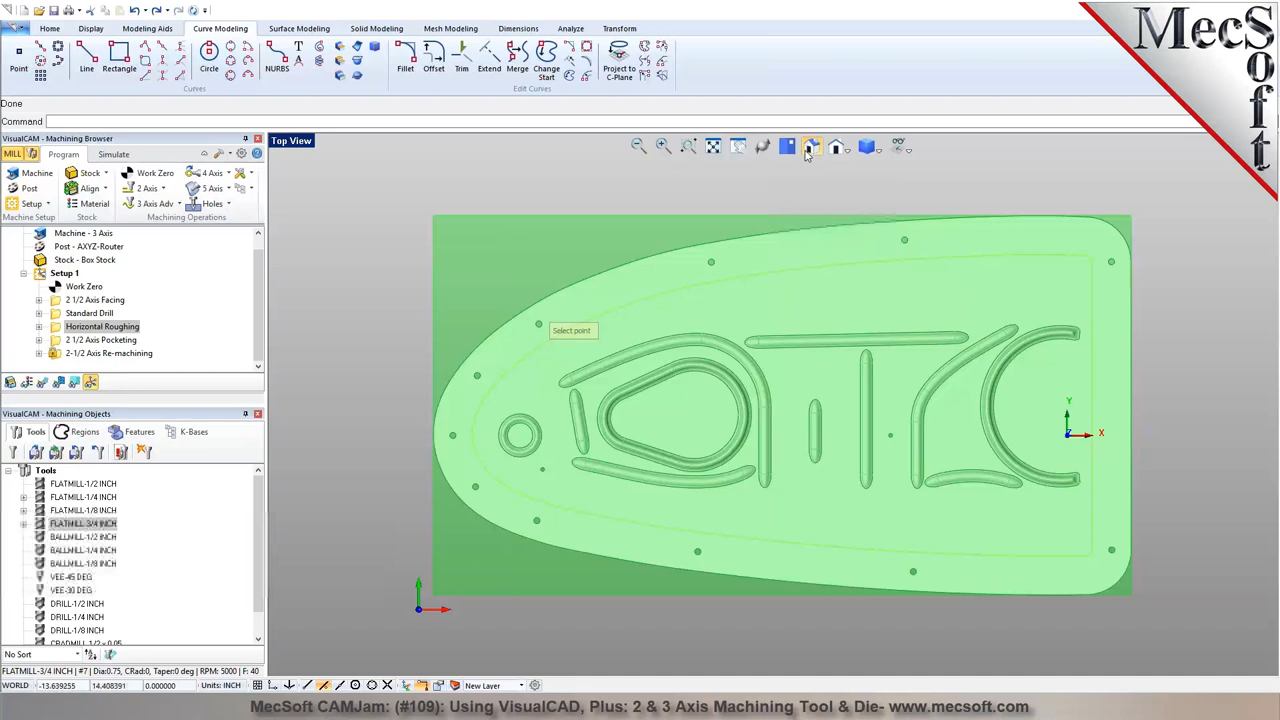 Home Display Modeling Aids Curve Modeling Surface Modeling Solid Modeling Mesh Modeling Dimensions Analyze Transform
Point Line Rectangle Circle NURBS Fillet Offset Trim Extend Merge Change Start Project to C-Plane
Curves Edit Curves
Done
Command
VisualCAM - Machining Browser
MILL Program Simulate
Machine Stock Work Zero 4 Axis
Post Align 2 Axis 5 Axis
Setup Material 3 Axis Adv Holes
Machine Setup Stock Machining Operations
Machine - 3 Axis
Post - AXYZ-Router
Stock - Box Stock
Setup 1
Work Zero
2 1/2 Axis Facing
Standard Drill
Horizontal Roughing
2 1/2 Axis Pocketing
2-1/2 Axis Re-machining
VisualCAM - Machining Objects
Tools Regions Features K-Bases
Tools
FLATMILL-1/2 INCH
FLATMILL-1/4 INCH
FLATMILL-1/8 INCH
FLATMILL-3/4 INCH
BALLMILL-1/2 INCH
BALLMILL-1/4 INCH
BALLMILL-1/8 INCH
VEE-45 DEG
VEE-30 DEG
DRILL-1/2 INCH
DRILL-1/4 INCH
DRILL-1/8 INCH
CRADMILL-1/2 x 0.05
No Sort
FLATMILL-3/4 INCH | #7 | Dia:0.75, CRad:0, Taper:0 deg | RPM: 5000 | F: 40
WORLD -13.639255 14.408391 0.000000 Units: INCH New Layer
Top View
Select point
Y
Z
X
MecSoft
MecSoft CAMJam: (#109): Using VisualCAD, Plus: 2 & 3 Axis Machining Tool & Die- www.mecsoft.com